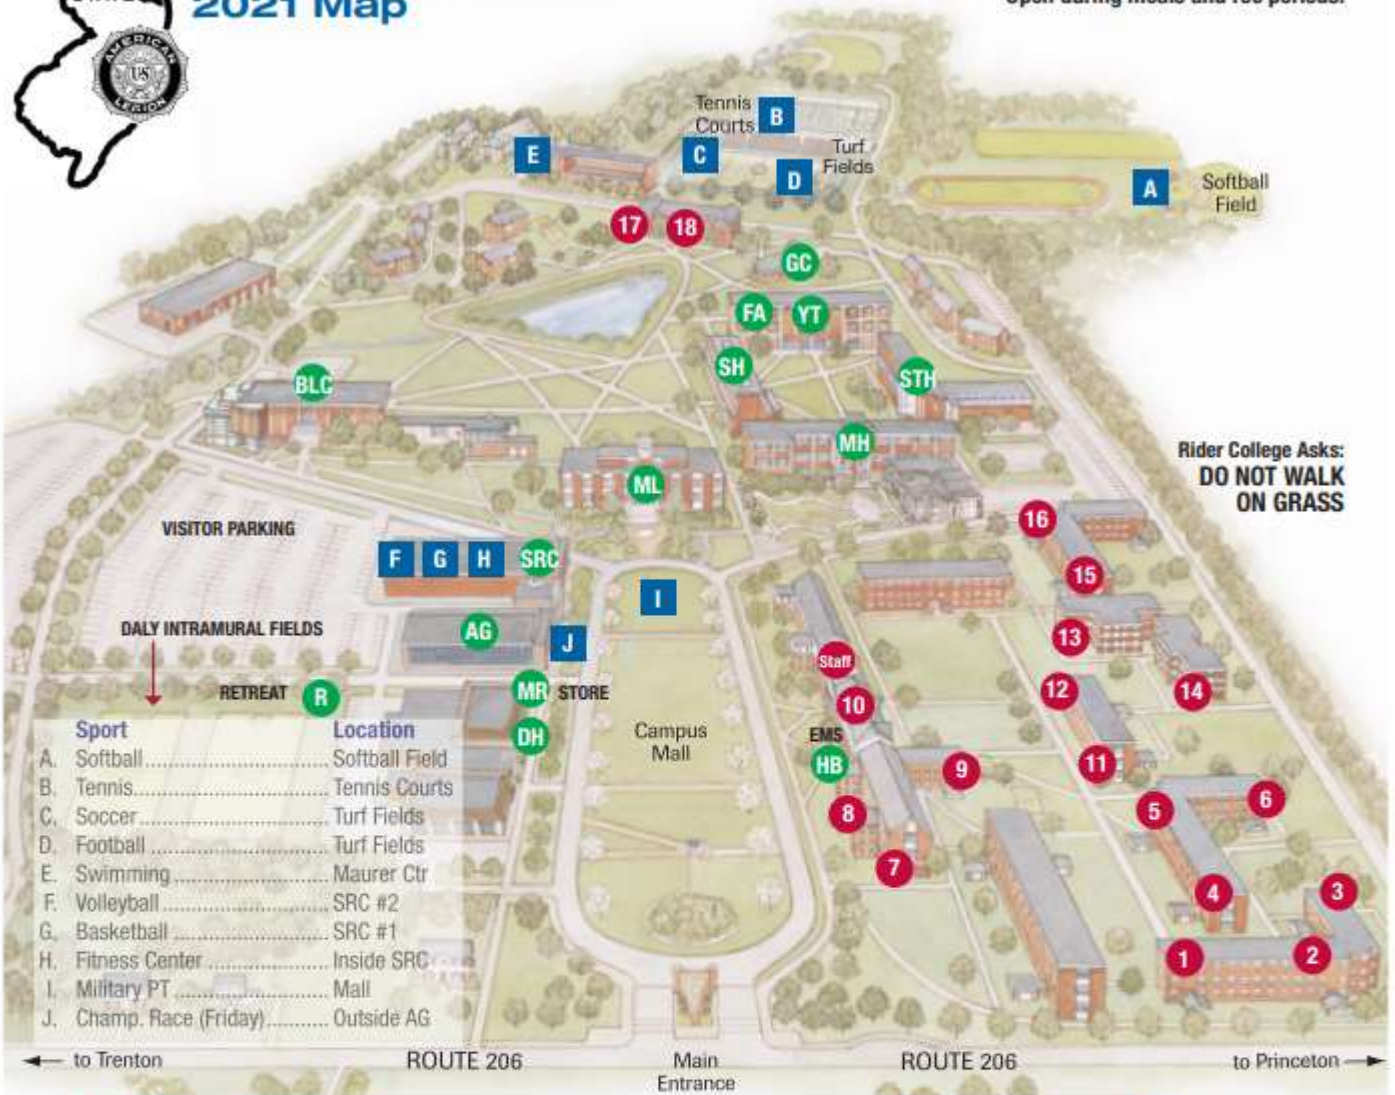 2021 Map
AMERICAN
US
LEGION
Tennis
Courts
B
C
Turf
Fields
D
E
A
Softball
Field
17
18
GC
FA
YT
SH
STH
BLC
MH
ML
Rider College Asks:
DO NOT WALK
ON GRASS
VISITOR PARKING
16
F
G
H
SRC
15
I
DALY INTRAMURAL FIELDS
AG
J
13
Staff
RETREAT
R
MR
STORE
12
14
10
Campus
Mall
DH
EMS
HB
9
11
8
5
6
7
4
3
1
2
Sport Location
A. Softball.............................. Softball Field
B. Tennis................................ Tennis Courts
C. Soccer............................... Turf Fields
D. Football ............................. Turf Fields
E. Swimming ......................... Maurer Ctr
F. Volleyball ........................... SRC #2
G. Basketball ......................... SRC #1
H. Fitness Center .................... Inside SRC
I. Military PT ......................... Mall
J. Champ. Race (Friday)........... Outside AG
to Trenton
ROUTE 206
Main
Entrance
ROUTE 206
to Princeton